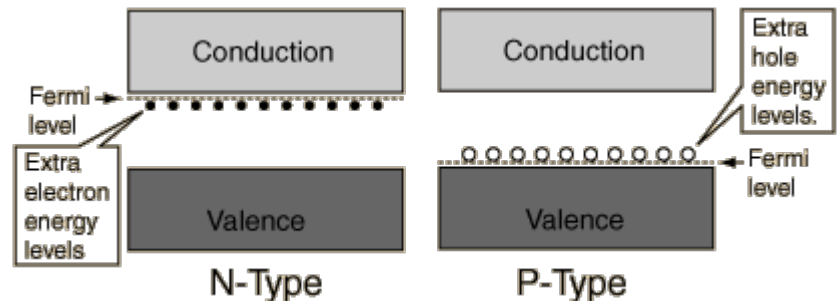 Conduction
Fermi
level
Extra
electron
energy
levels
Valence
N-Type
Conduction
Extra
hole
energy
levels.
Fermi
level
Valence
P-Type